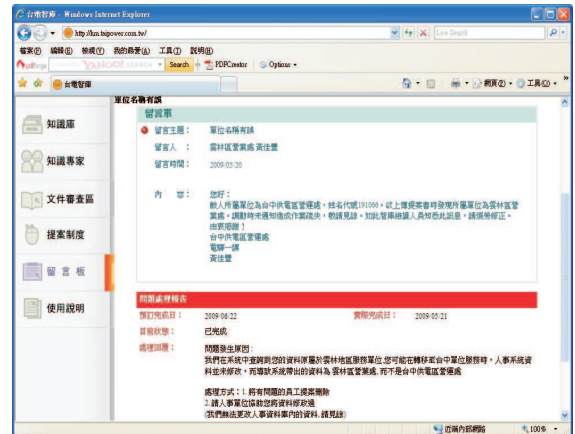 台電智庫 - Windows Internet Explorer
http://km.taipower.com.tw/
Live Search
檔案(F) 編輯(E) 檢視(V) 我的最愛(A) 工具(T) 說明(H)
YAHOO! SEARCH Search PDFCreator Options
台電智庫 網頁(P) 工具(O)
單位名稱有誤
留言單
知識庫
留言主題： 單位名稱有誤
留言人： 雲林區營業處 黃佳豐
留言時間： 2009/05/20
知識專家
文件審查區
提案制度
留言板
使用說明
內 容： 您好：
敝人所屬單位為台中供電區營運處，姓名代號191066，欲上傳提案書時發現所屬單位為雲林區營
業處，調動時未通知造成作業疏失，敬請見諒，如此智庫維護人員知悉此訊息，請煩勞修正。
由衷感謝！
台中供電區營運處
電驛一課
黃佳豐
問題處理報告
預訂完成日： 2009-06-22 實際完成日： 2009-05-21
目前狀態： 已完成
處理回應： 問題發生原因：
我們在系統中查詢到您的資料原屬於雲林地區服務單位,您可能在轉移至台中單位服務時，人事系統資
料並未修改，而導致系統帶出的資料為 雲林區營業處, 而不是台中供電區營運處
處理方式：1.將有問題的員工提案刪除
2.請人事單位協助您將資料修改過
(我們無法更改人事資料庫內的資料, 請見諒)
近端內部網路 100%